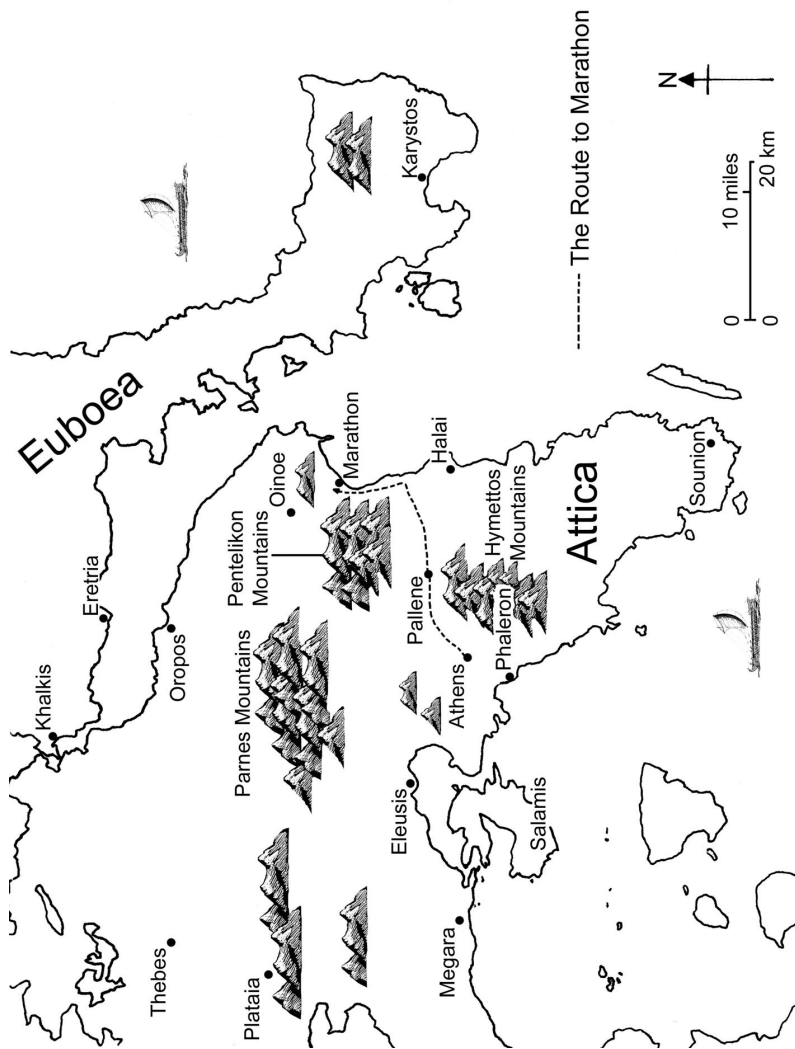 Khalkis
Euboea
Eretria
Thebes
Oropos
Plataia
Parnes Mountains
Pentelikon
Mountains
Oinoe
Marathon
Eleusis
Pallene
Karystos
Halai
Megara
Athens
Hymettos
Mountains
Phaleron
Salamis
Attica
The Route to Marathon
Sounion
N
0 10 miles
0 20 km